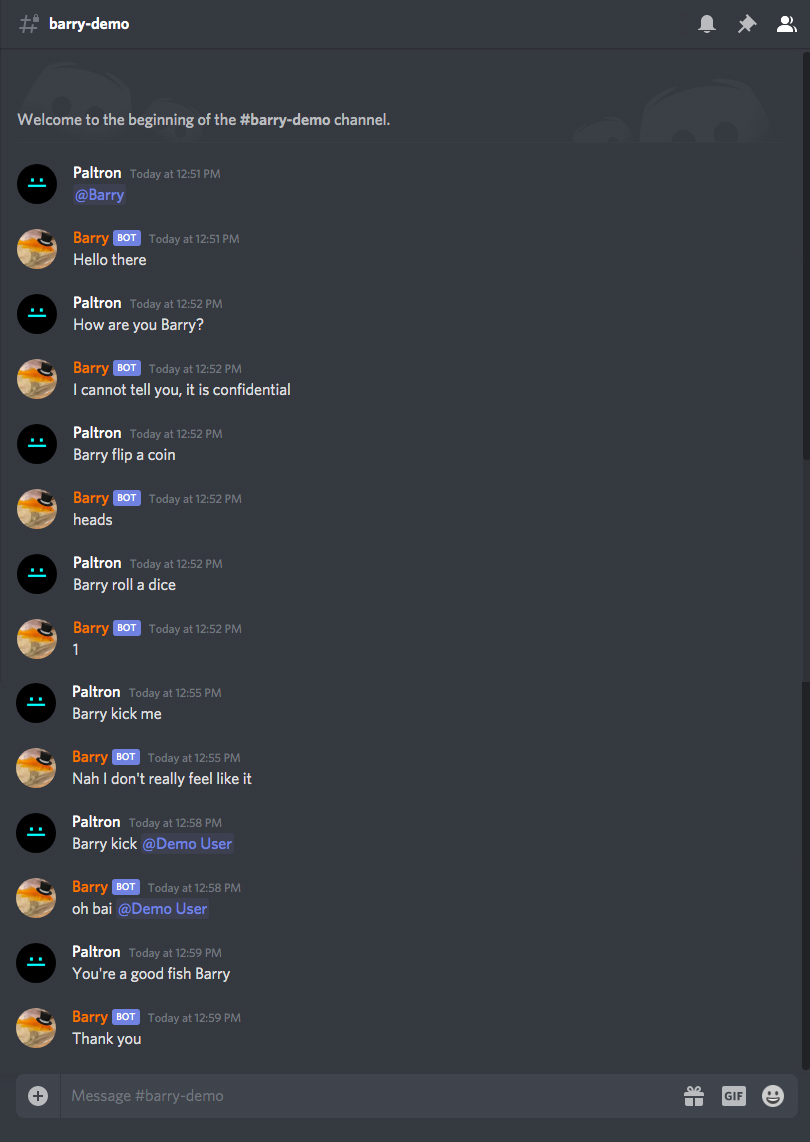 barry-demo
Welcome to the beginning of the #barry-demo channel.
Paltron Today at 12:51 PM
@Barry
Barry BOT Today at 12:51 PM
Hello there
Paltron Today at 12:52 PM
How are you Barry?
Barry BOT Today at 12:52 PM
I cannot tell you, it is confidential
Paltron Today at 12:52 PM
Barry flip a coin
Barry BOT Today at 12:52 PM
heads
Paltron Today at 12:52 PM
Barry roll a dice
Barry BOT Today at 12:52 PM
1
Paltron Today at 12:55 PM
Barry kick me
Barry BOT Today at 12:55 PM
Nah I don't really feel like it
Paltron Today at 12:58 PM
Barry kick @Demo User
Barry BOT Today at 12:58 PM
oh bai @Demo User
Paltron Today at 12:59 PM
You're a good fish Barry
Barry BOT Today at 12:59 PM
Thank you
Message #barry-demo GIF